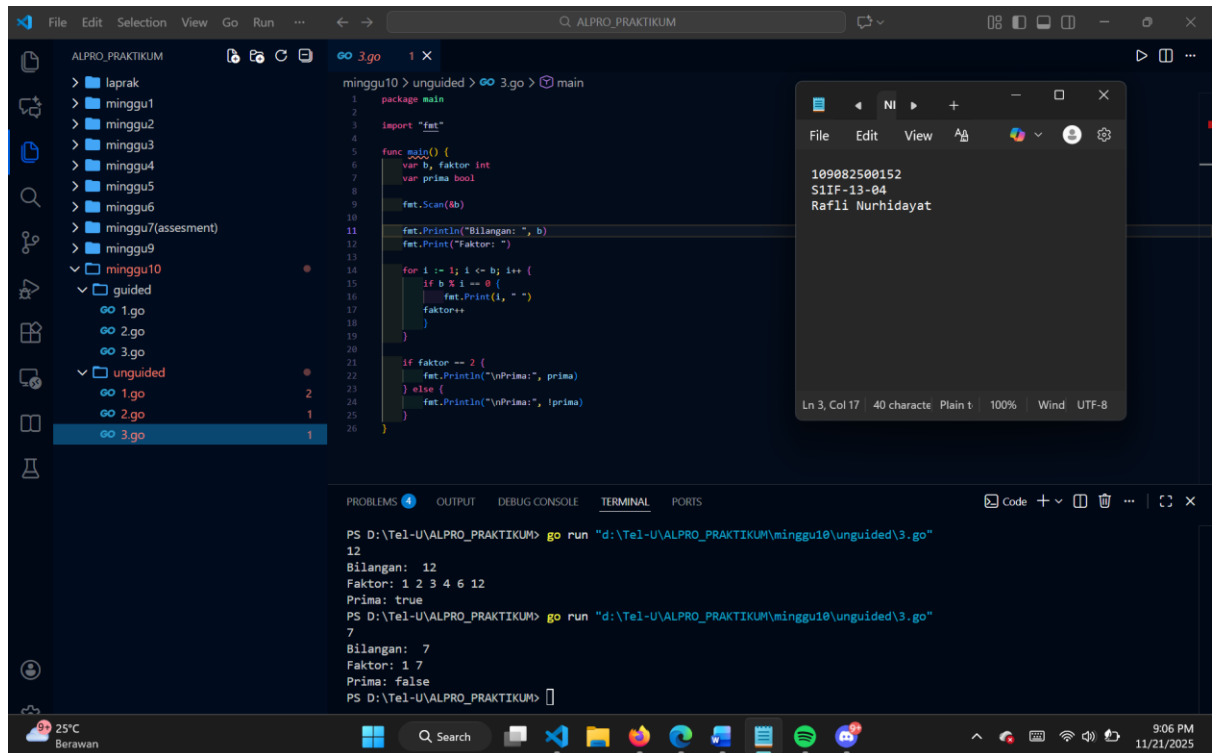 File Edit Selection View Go Run ... ALPRO_PRAKTIKUM
ALPRO_PRAKTIKUM
laprak
minggu1
minggu2
minggu3
minggu4
minggu5
minggu6
minggu7(assesment)
minggu9
minggu10
guided
GO 1.go
GO 2.go
GO 3.go
unguided
GO 1.go 2
GO 2.go 1
GO 3.go 1
GO 3.go 1
minggu10 > unguided > GO 3.go > main
1 package main
2
3 import "fmt"
4
5 func main() {
6 var b, faktor int
7 var prima bool
8
9 fmt.Scan(&b)
10
11 fmt.Println("Bilangan: ", b)
12 fmt.Print("Faktor: ")
13
14 for i := 1; i <= b; i++ {
15 if b % i == 0 {
16 fmt.Print(i, " ")
17 faktor++
18 }
19 }
20
21 if faktor == 2 {
22 fmt.Println("\nPrima:", prima)
23 } else {
24 fmt.Println("\nPrima:", !prima)
25 }
26 }
NI
File Edit View
109082500152
S1IF-13-04
Rafli Nurhidayat
Ln 3, Col 17 40 characte Plain t 100% Wind UTF-8
PROBLEMS 4 OUTPUT DEBUG CONSOLE TERMINAL PORTS Code
PS D:\Tel-U\ALPRO_PRAKTIKUM> go run "d:\Tel-U\ALPRO_PRAKTIKUM\minggu10\unguided\3.go"
12
Bilangan:  12
Faktor: 1 2 3 4 6 12
Prima: true
PS D:\Tel-U\ALPRO_PRAKTIKUM> go run "d:\Tel-U\ALPRO_PRAKTIKUM\minggu10\unguided\3.go"
7
Bilangan:  7
Faktor: 1 7
Prima: false
PS D:\Tel-U\ALPRO_PRAKTIKUM>
9+
25°C
Berawan
Search
9:06 PM
11/21/2025